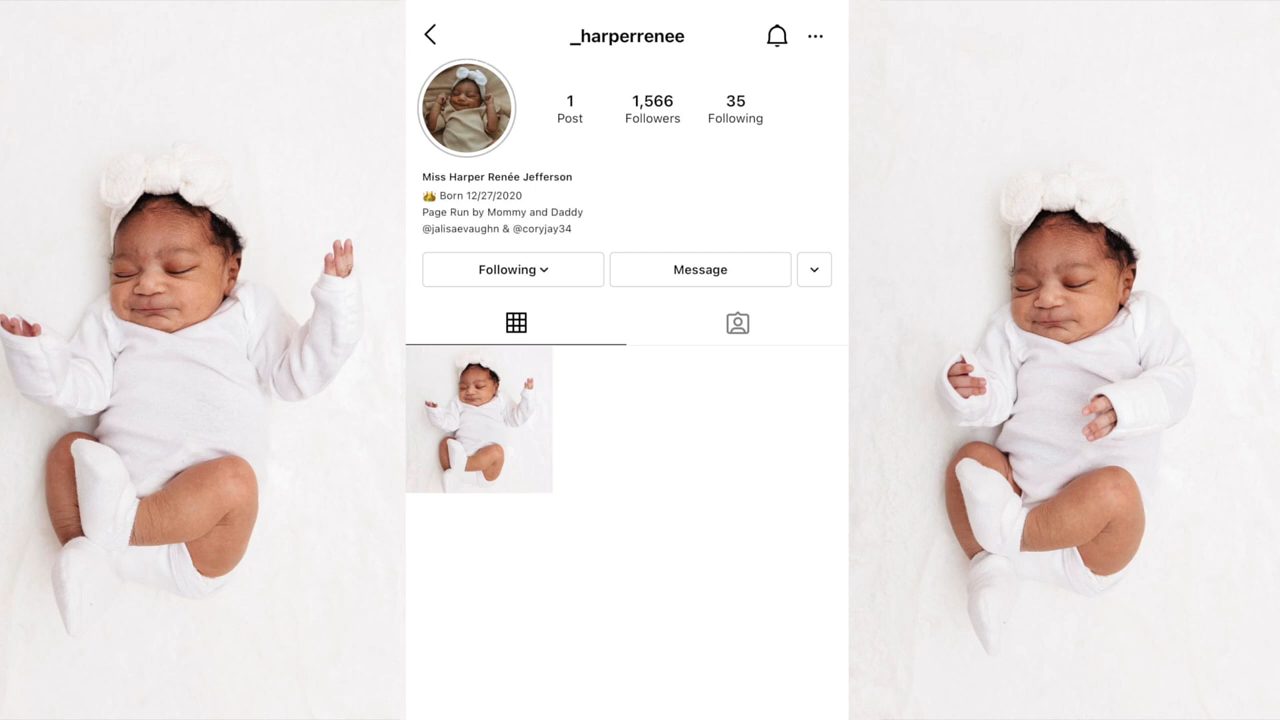 _harperrenee
1 1,566 35
Post Followers Following
Miss Harper Renée Jefferson
👑 Born 12/27/2020
Page Run by Mommy and Daddy
@jalisaevaughn & @coryjay34
Following Message